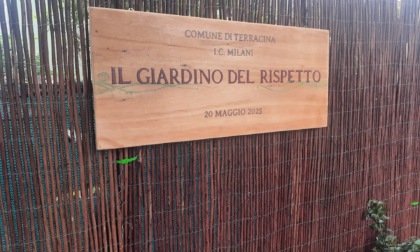 COMUNE DI TERRACINA
I.C. MILANI
IL GIARDINO DEL RISPETTO
20 MAGGIO 2025